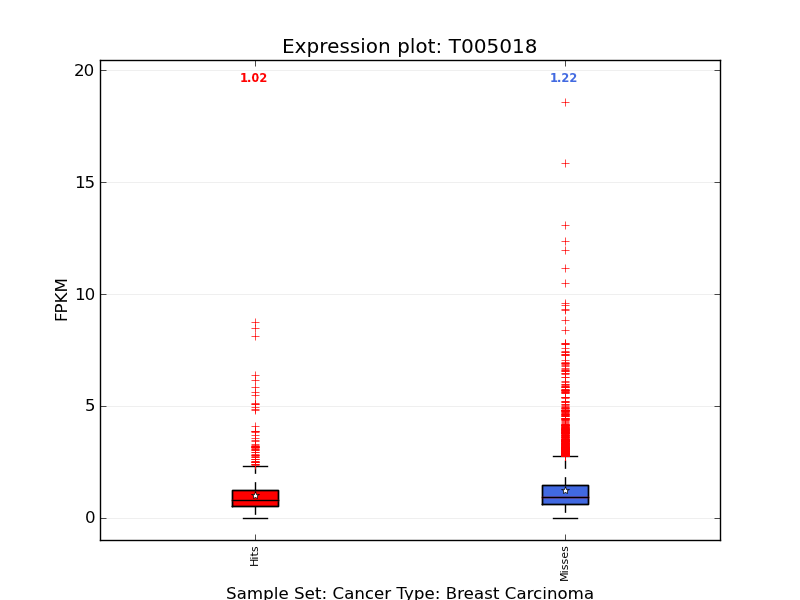 Expression plot: T005018
1.02
1.22
20
15
10
5
0
FPKM
Hits
Misses
Sample Set: Cancer Type: Breast Carcinoma